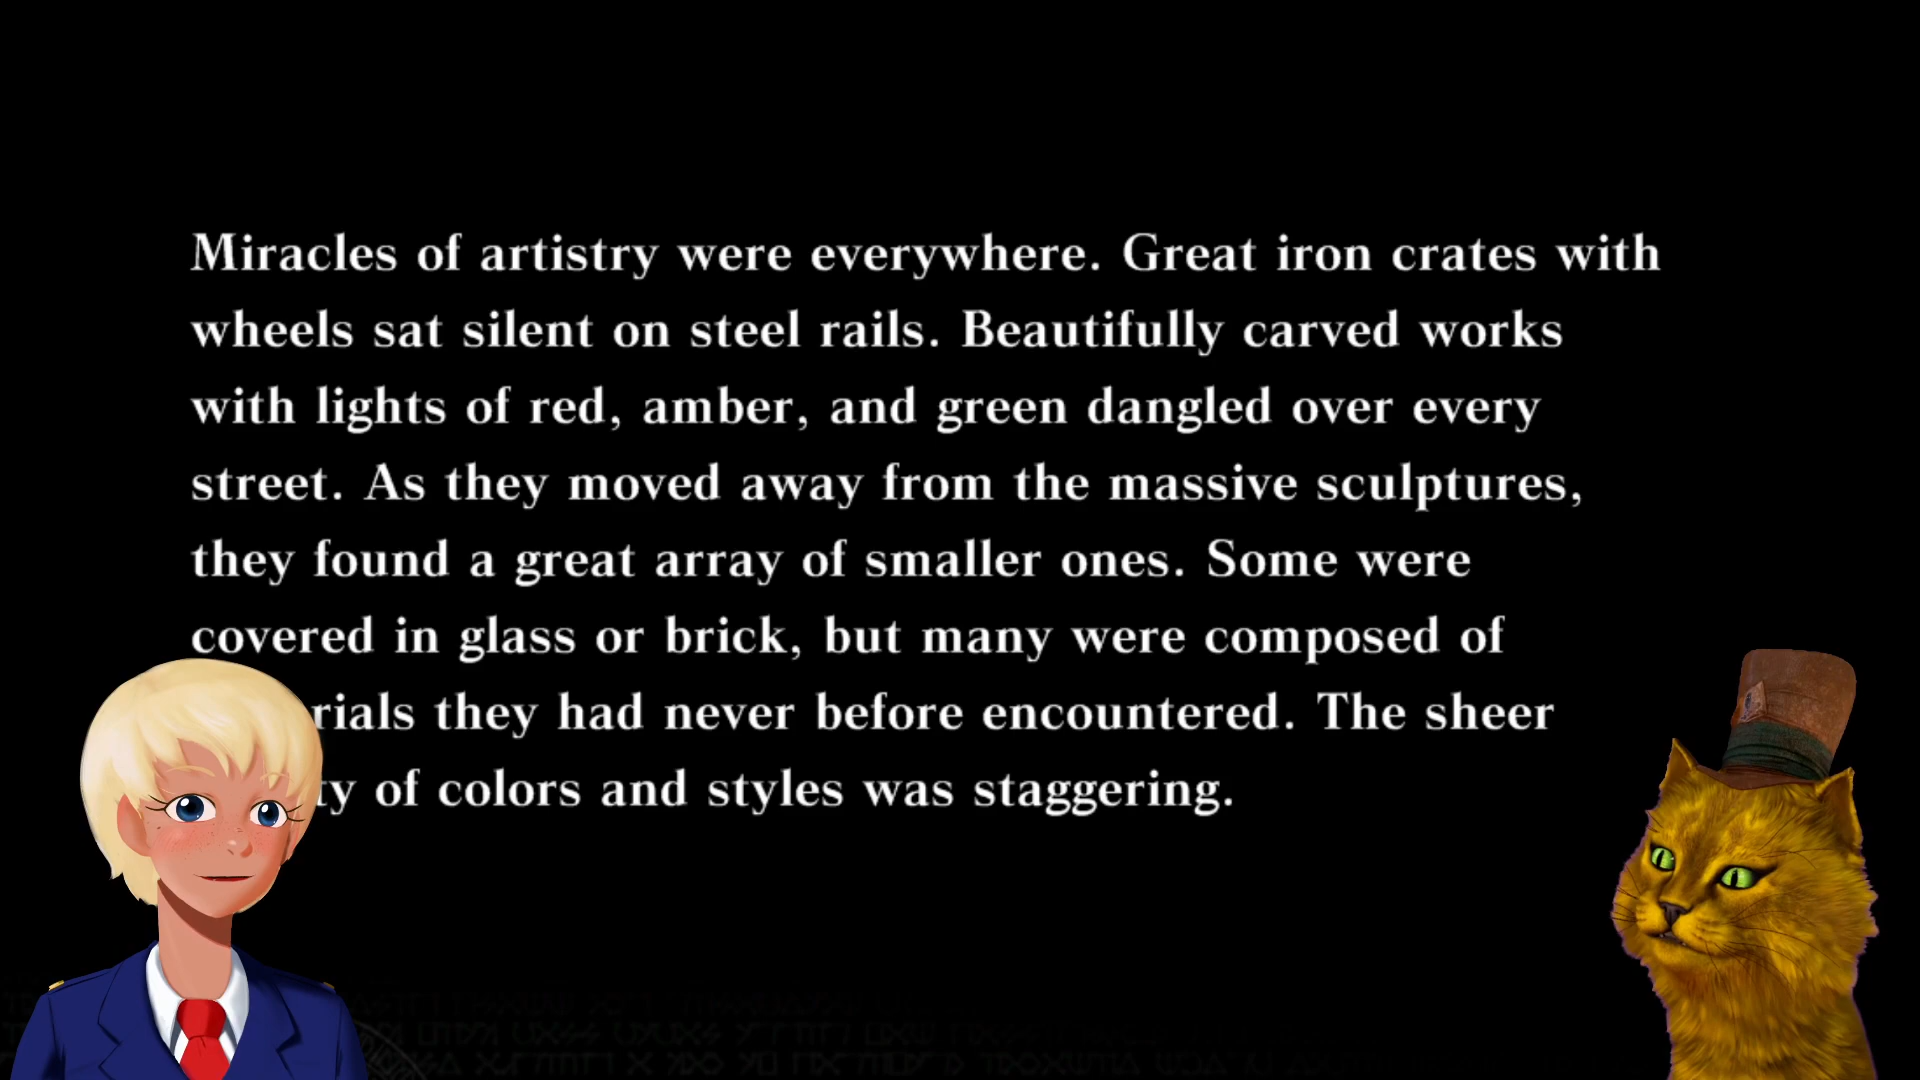 Miracles of artistry were everywhere. Great iron crates with
wheels sat silent on steel rails. Beautifully carved works
with lights of red, amber, and green dangled over every
street. As they moved away from the massive sculptures,
they found a great array of smaller ones. Some were
covered in glass or brick, but many were composed of
rials they had never before encountered. The sheer
ty of colors and styles was staggering.